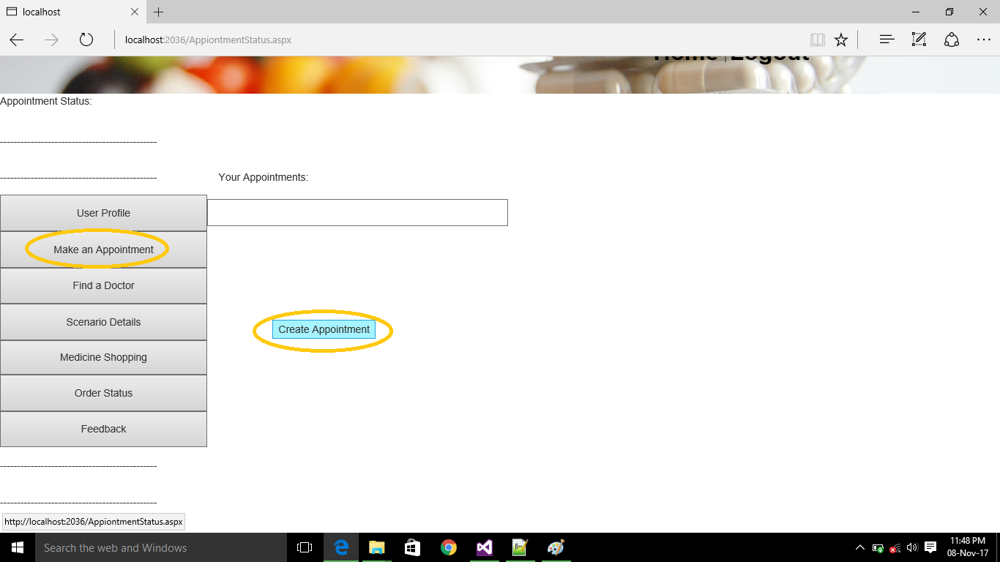 localhost
localhost:2036/AppiontmentStatus.aspx
Home | Logout
Appointment Status:
----------------------------------------------
----------------------------------------------
Your Appointments:
User Profile
Make an Appointment
Find a Doctor
Scenario Details
Create Appointment
Medicine Shopping
Order Status
Feedback
----------------------------------------------
----------------------------------------------
http://localhost:2036/AppiontmentStatus.aspx
Search the web and Windows
11:48 PM
08-Nov-17